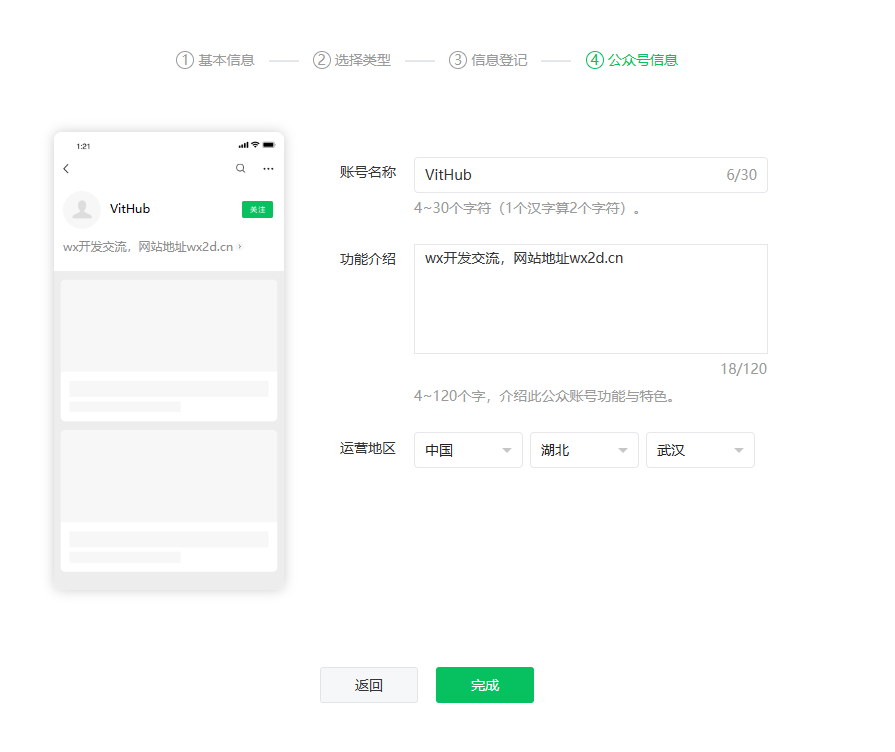 ① 基本信息 ② 选择类型 ③ 信息登记 ④ 公众号信息
1:21
VitHub
关注
wx开发交流，网站地址wx2d.cn
账号名称 VitHub 6/30
4~30个字符（1个汉字算2个字符）。
功能介绍 wx开发交流，网站地址wx2d.cn
18/120
4~120个字，介绍此公众账号功能与特色。
运营地区 中国 湖北 武汉
返回 完成